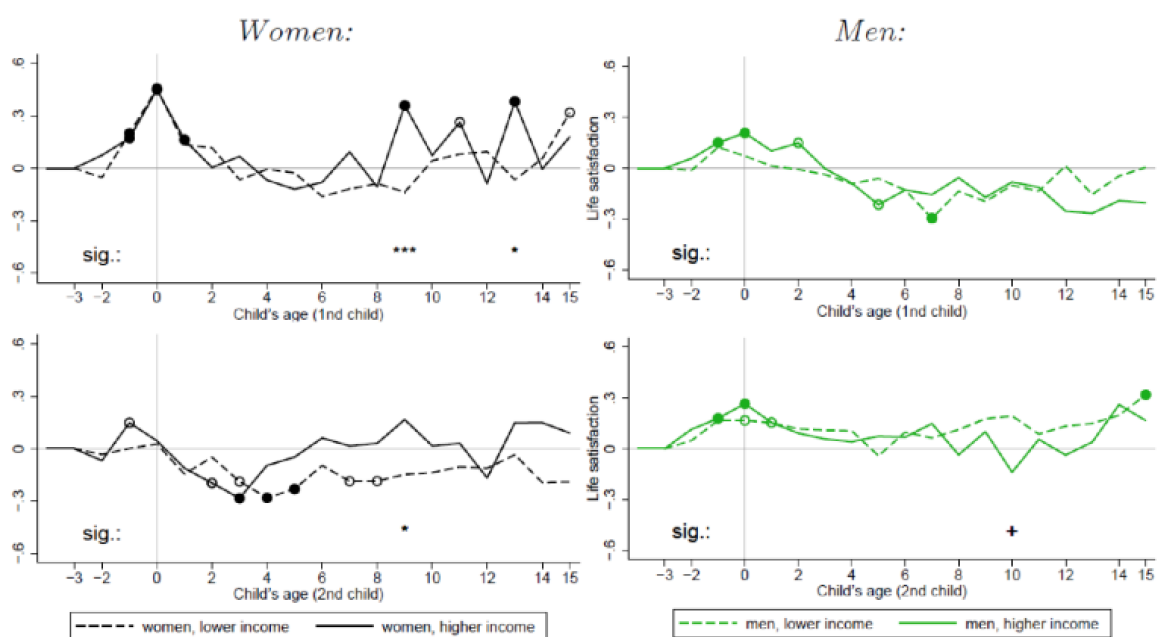 Women:
.6
.3
0
-.3
-.6
sig.:
***
*
-3 -2 0 2 4 6 8 10 12 14 15
Child's age (1nd child)
Men:
Life satisfaction
.6
.3
0
-.3
-.6
sig.:
-3 -2 0 2 4 6 8 10 12 14 15
Child's age (1nd child)
.6
.3
0
-.3
-.6
sig.:
*
-3 -2 0 2 4 6 8 10 12 14 15
Child's age (2nd child)
women, lower income women, higher income
Life satisfaction
.6
.3
0
-.3
-.6
sig.:
+
-3 -2 0 2 4 6 8 10 12 14 15
Child's age (2nd child)
men, lower income men, higher income